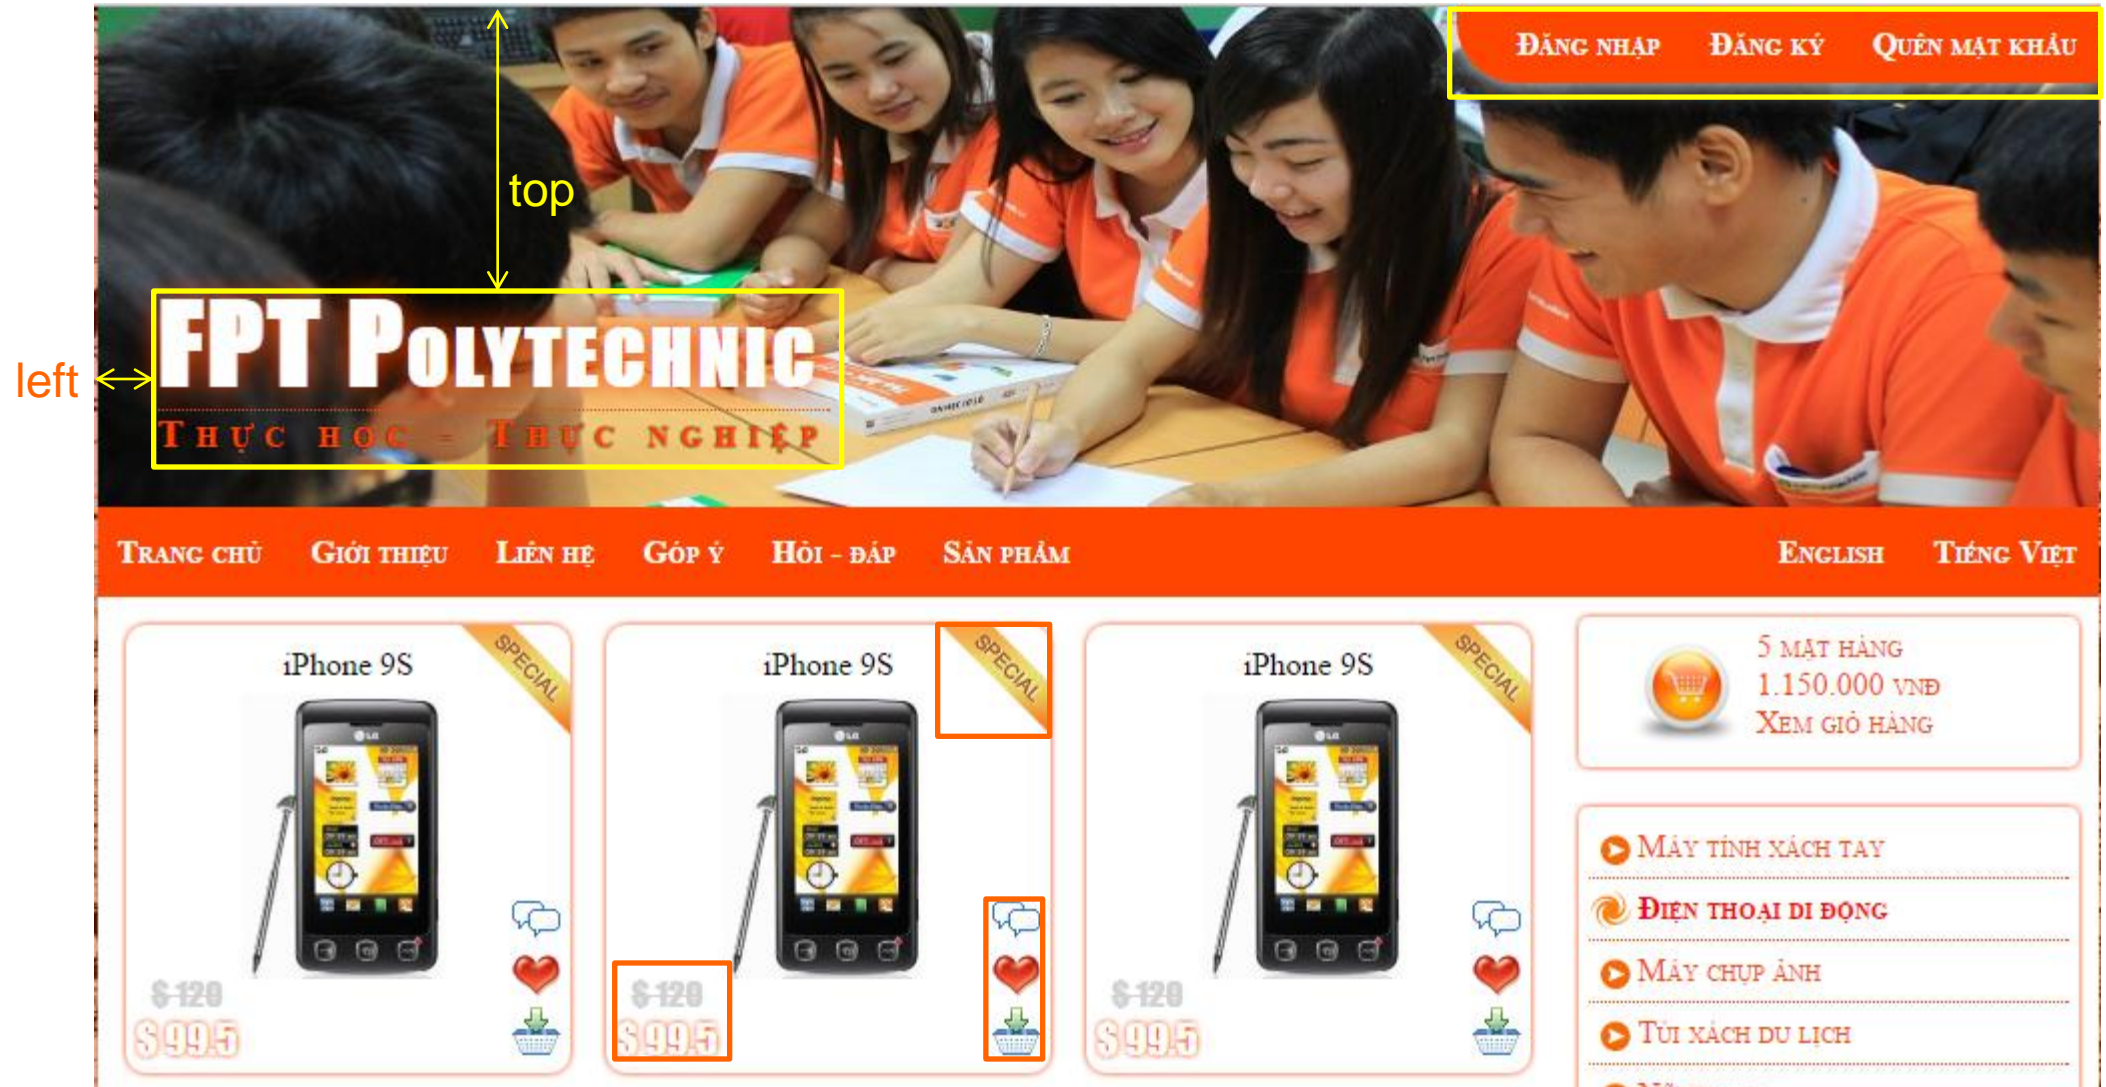 top
ĐĂNG NHẬP ĐĂNG KÝ QUÊN MẬT KHẨU
left
FPT POLYTECHNIC
THỰC HỌC - THỰC NGHIỆP
TRANG CHỦ GIỚI THIỆU LIÊN HỆ GÓP Ý HỎI - ĐÁP SẢN PHẨM ENGLISH TIẾNG VIỆT
iPhone 9S
SPECIAL
LG
$ 120
$ 99.5
iPhone 9S
SPECIAL
LG
$ 120
$ 99.5
iPhone 9S
SPECIAL
LG
$ 120
$ 99.5
5 MẶT HÀNG
1.150.000 VNĐ
XEM GIỎ HÀNG
MÁY TÍNH XÁCH TAY
ĐIỆN THOẠI DI ĐỘNG
MÁY CHỤP ẢNH
TÚI XÁCH DU LỊCH